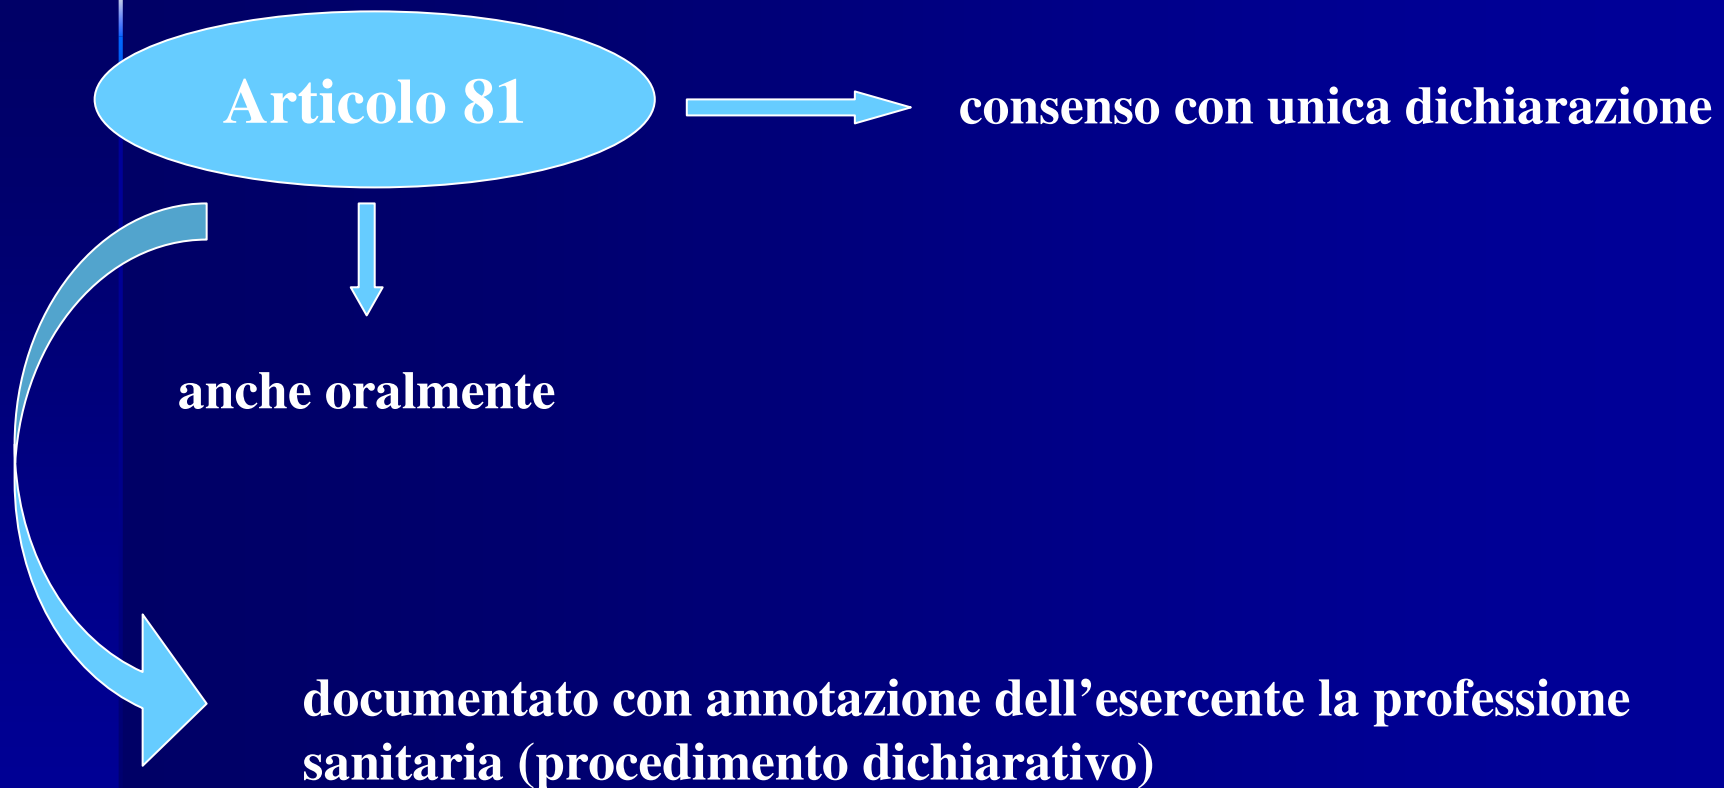 Articolo 81
consenso con unica dichiarazione
anche oralmente
documentato con annotazione dell’esercente la professione
sanitaria (procedimento dichiarativo)